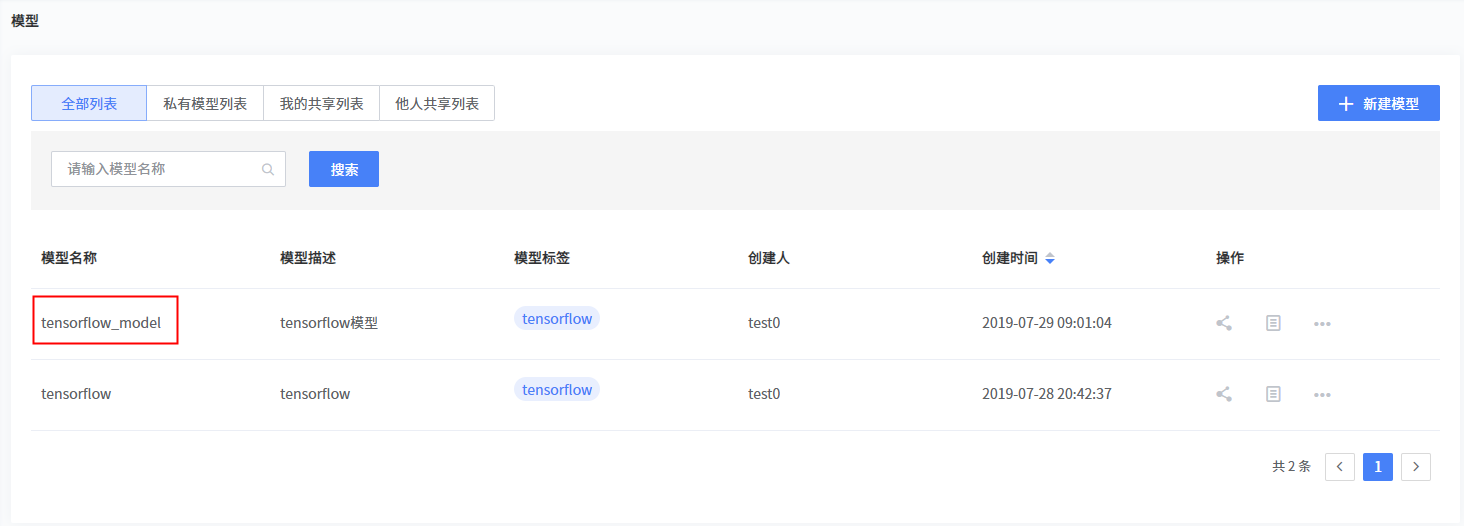 模型
全部列表 私有模型列表 我的共享列表 他人共享列表 新建模型
请输入模型名称 搜索
模型名称 模型描述 模型标签 创建人 创建时间 操作
tensorflow_model tensorflow模型 tensorflow test0 2019-07-29 09:01:04
tensorflow tensorflow tensorflow test0 2019-07-28 20:42:37
共 2 条 1